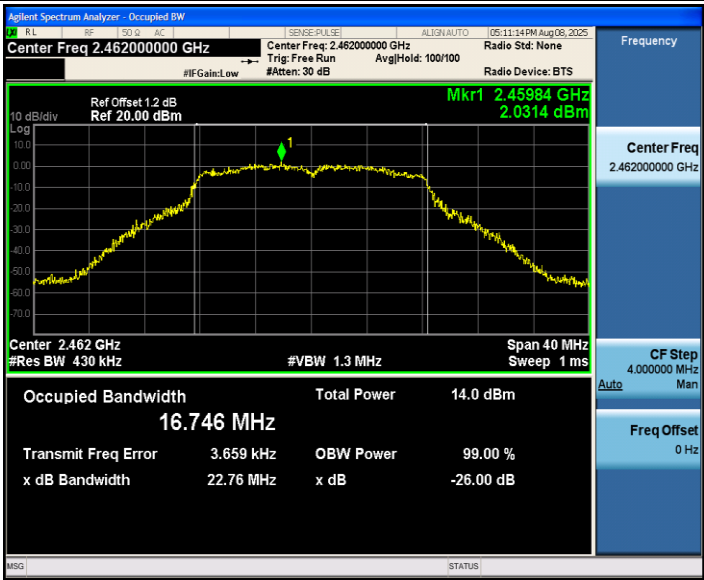 Agilent Spectrum Analyzer - Occupied BW
LXI RL RF 50 Ω AC SENSE:PULSE ALIGN AUTO 05:11:14 PM Aug 08, 2025
Center Freq 2.462000000 GHz
Center Freq: 2.462000000 GHz Radio Std: None
Trig: Free Run Avg|Hold: 100/100
#IFGain:Low #Atten: 30 dB Radio Device: BTS
Frequency
Mkr1 2.45984 GHz
2.0314 dBm
Ref Offset 1.2 dB
10 dB/div Ref 20.00 dBm
Log
10.0
0.00
-10.0
-20.0
-30.0
-40.0
-50.0
-60.0
-70.0
1
Center 2.462 GHz Span 40 MHz
#Res BW 430 kHz #VBW 1.3 MHz Sweep 1 ms
Occupied Bandwidth Total Power 14.0 dBm
16.746 MHz
Transmit Freq Error 3.659 kHz OBW Power 99.00 %
x dB Bandwidth 22.76 MHz x dB -26.00 dB
Center Freq
2.462000000 GHz
CF Step
4.000000 MHz
Auto Man
Freq Offset
0 Hz
MSG STATUS